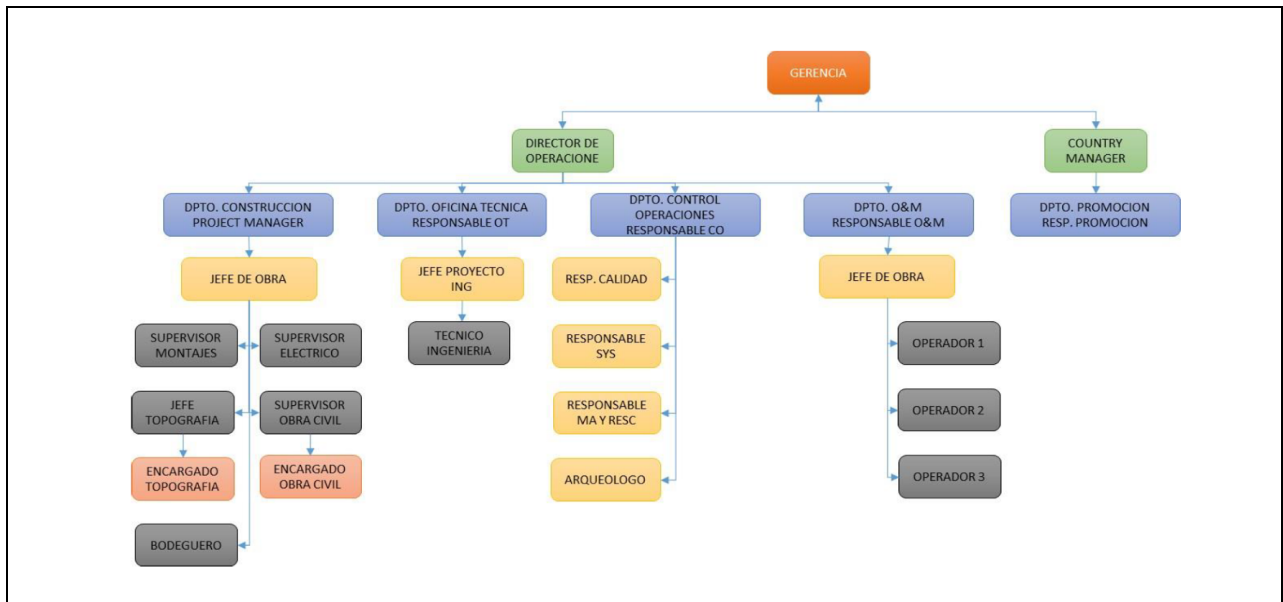 GERENCIA
DIRECTOR DE
OPERACIONE
COUNTRY
MANAGER
DPTO. CONSTRUCCION
PROJECT MANAGER
DPTO. OFICINA TECNICA
RESPONSABLE OT
DPTO. CONTROL
OPERACIONES
RESPONSABLE CO
DPTO. O&M
RESPONSABLE O&M
DPTO. PROMOCION
RESP. PROMOCION
JEFE DE OBRA
JEFE PROYECTO
ING
RESP. CALIDAD
JEFE DE OBRA
SUPERVISOR
MONTAJES
SUPERVISOR
ELECTRICO
TECNICO
INGENIERIA
RESPONSABLE
SYS
OPERADOR 1
JEFE
TOPOGRAFIA
SUPERVISOR
OBRA CIVIL
RESPONSABLE
MA Y RESC
OPERADOR 2
ENCARGADO
TOPOGRAFIA
ENCARGADO
OBRA CIVIL
ARQUEOLOGO
OPERADOR 3
BODEGUERO